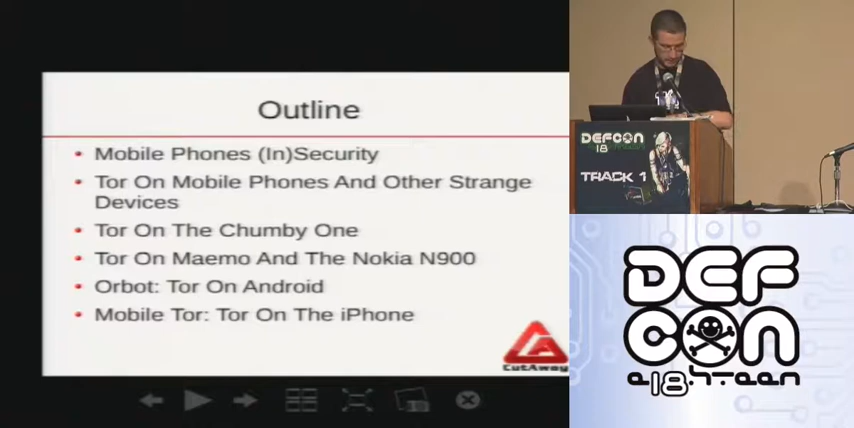 Outline
• Mobile Phones (In)Security
• Tor On Mobile Phones And Other Strange
Devices
• Tor On The Chumby One
• Tor On Maemo And The Nokia N900
• Orbot: Tor On Android
• Mobile Tor: Tor On The iPhone
CutAway
DEFCON
18
TRACK 1
DEF
CON
e18hteen